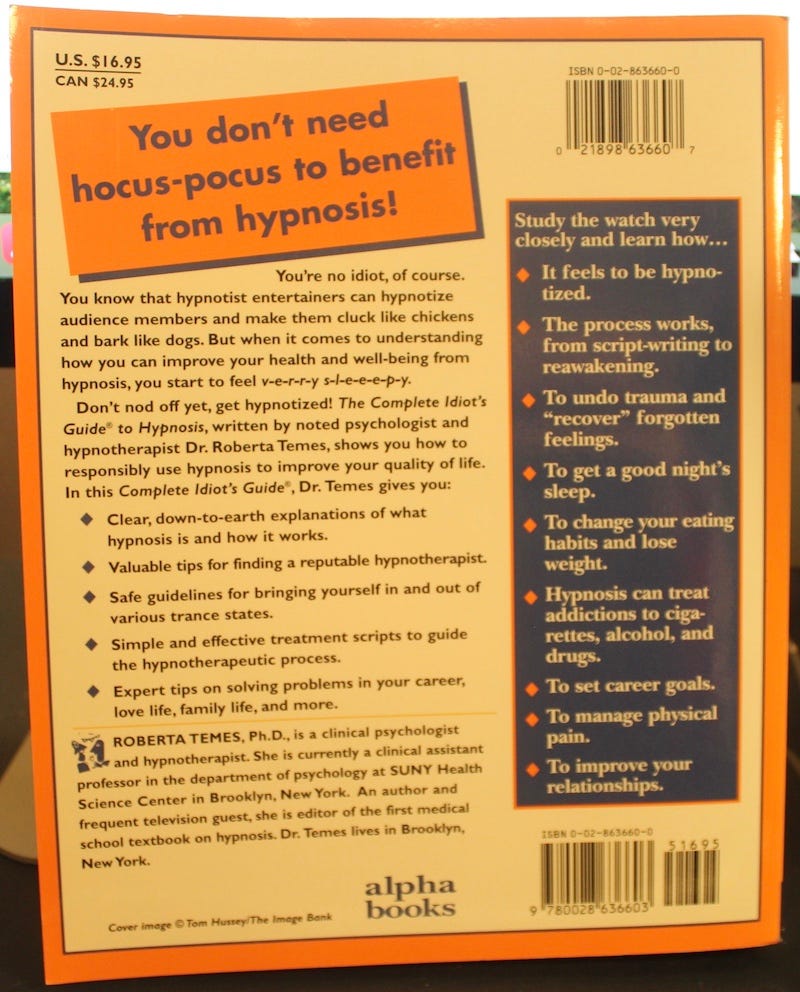 U.S. $16.95
CAN $24.95
You don't need
hocus-pocus to benefit
from hypnosis!
You're no idiot, of course.
You know that hypnotist entertainers can hypnotize
audience members and make them cluck like chickens
and bark like dogs. But when it comes to understanding
how you can improve your health and well-being from
hypnosis, you start to feel v-e-r-r-y s-l-e-e-e-p-y.
Don't nod off yet, get hypnotized! The Complete Idiot's
Guide® to Hypnosis, written by noted psychologist and
hypnotherapist Dr. Roberta Temes, shows you how to
responsibly use hypnosis to improve your quality of life.
In this Complete Idiot's Guide®, Dr. Temes gives you:
◆ Clear, down-to-earth explanations of what
hypnosis is and how it works.
◆ Valuable tips for finding a reputable hypnotherapist.
◆ Safe guidelines for bringing yourself in and out of
various trance states.
◆ Simple and effective treatment scripts to guide
the hypnotherapeutic process.
◆ Expert tips on solving problems in your career,
love life, family life, and more.
ROBERTA TEMES, Ph.D., is a clinical psychologist
and hypnotherapist. She is currently a clinical assistant
professor in the department of psychology at SUNY Health
Science Center in Brooklyn, New York. An author and
frequent television guest, she is editor of the first medical
school textbook on hypnosis. Dr. Temes lives in Brooklyn,
New York.
Cover image © Tom Hussey/The Image Bank
alpha
books
ISBN 0-02-863660-0
0 21898 63660 7
Study the watch very
closely and learn how...
◆ It feels to be hypno-
tized.
◆ The process works,
from script-writing to
reawakening.
◆ To undo trauma and
"recover" forgotten
feelings.
◆ To get a good night's
sleep.
◆ To change your eating
habits and lose
weight.
◆ Hypnosis can treat
addictions to ciga-
rettes, alcohol, and
drugs.
◆ To set career goals.
◆ To manage physical
pain.
◆ To improve your
relationships.
ISBN 0-02-863660-0
51695
9 780028 636603